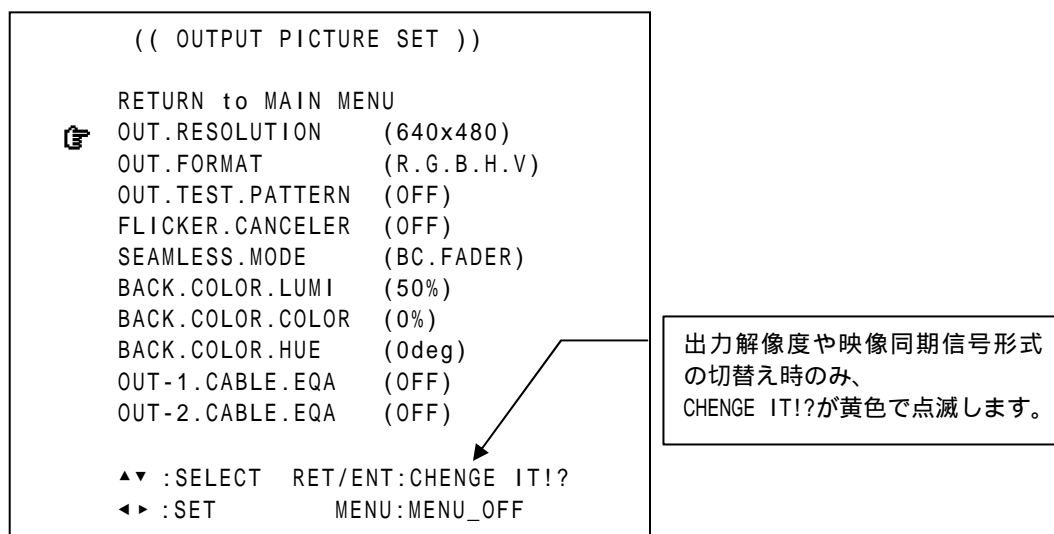 (( OUTPUT PICTURE SET ))
RETURN to MAIN MENU
☞ OUT.RESOLUTION (640x480)
OUT.FORMAT (R.G.B.H.V)
OUT.TEST.PATTERN (OFF)
FLICKER.CANCELER (OFF)
SEAMLESS.MODE (BC.FADER)
BACK.COLOR.LUMI (50%)
BACK.COLOR.COLOR (0%)
BACK.COLOR.HUE (0deg)
OUT-1.CABLE.EQA (OFF)
OUT-2.CABLE.EQA (OFF)
▲▼ :SELECT RET/ENT:CHENGE IT!?
◄► :SET MENU:MENU_OFF
出力解像度や映像同期信号形式
の切替え時のみ、
CHENGE IT!?が黄色で点滅します。